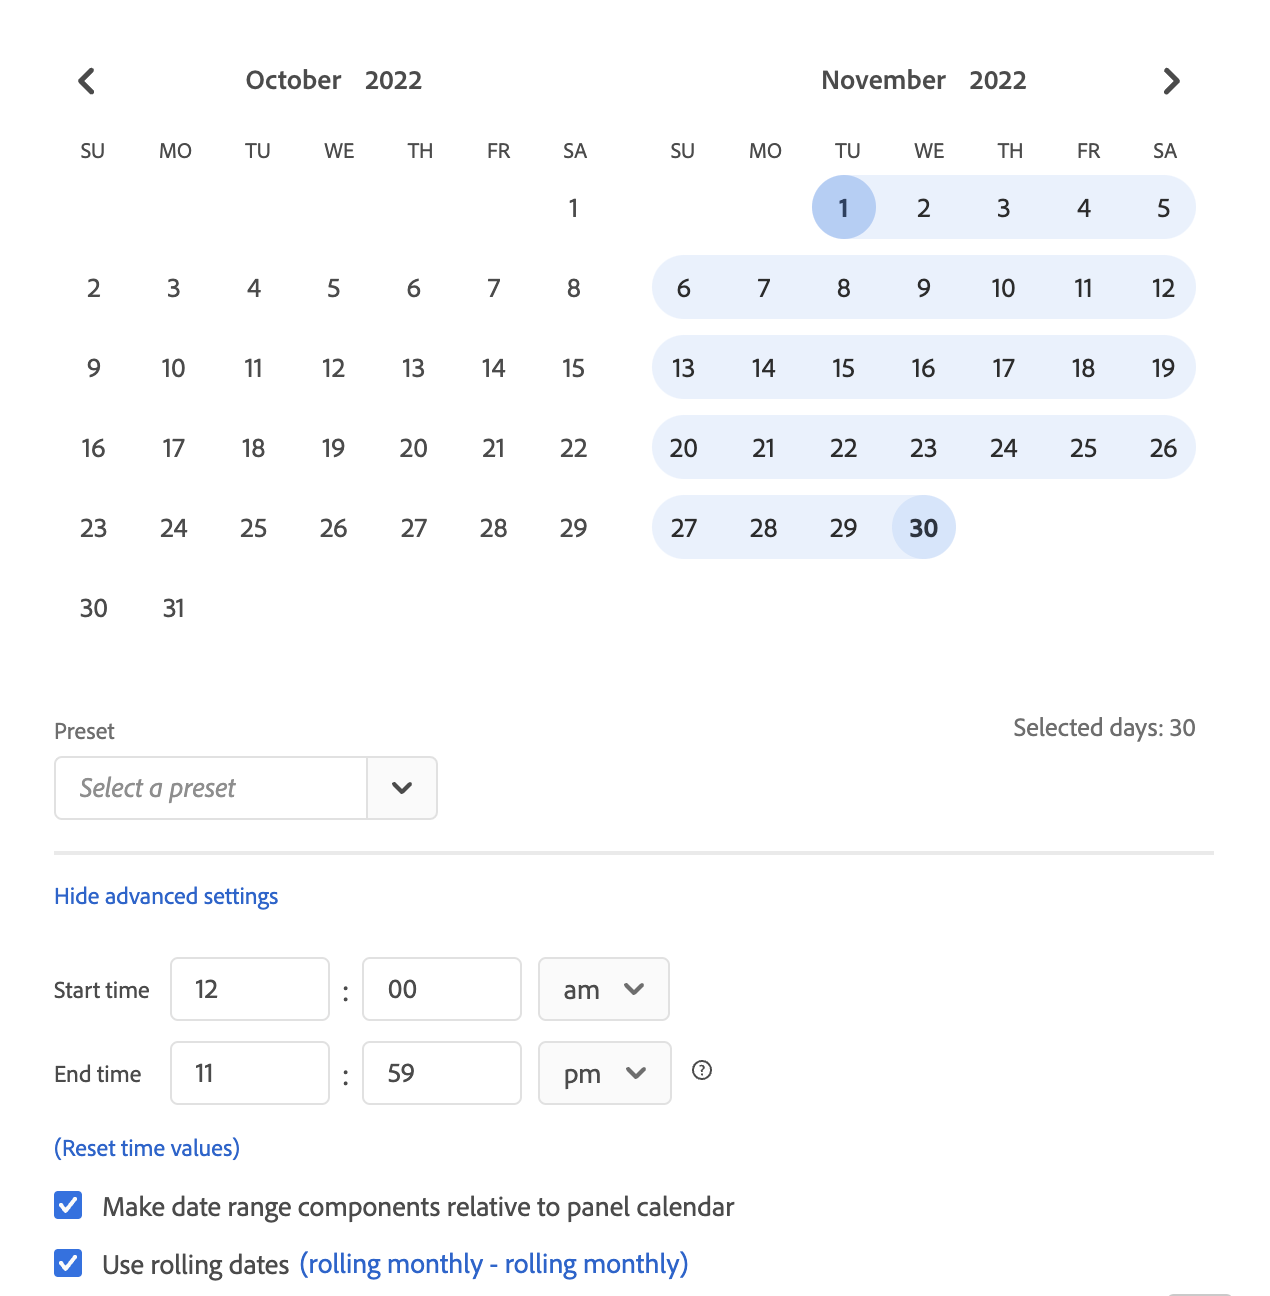 October 2022
SU MO TU WE TH FR SA
1
2 3 4 5 6 7 8
9 10 11 12 13 14 15
16 17 18 19 20 21 22
23 24 25 26 27 28 29
30 31
November 2022
SU MO TU WE TH FR SA
1 2 3 4 5
6 7 8 9 10 11 12
13 14 15 16 17 18 19
20 21 22 23 24 25 26
27 28 29 30
Preset
Selected days: 30
Select a preset
Hide advanced settings
Start time 12 : 00 am
End time 11 : 59 pm ?
(Reset time values)
Make date range components relative to panel calendar
Use rolling dates (rolling monthly - rolling monthly)